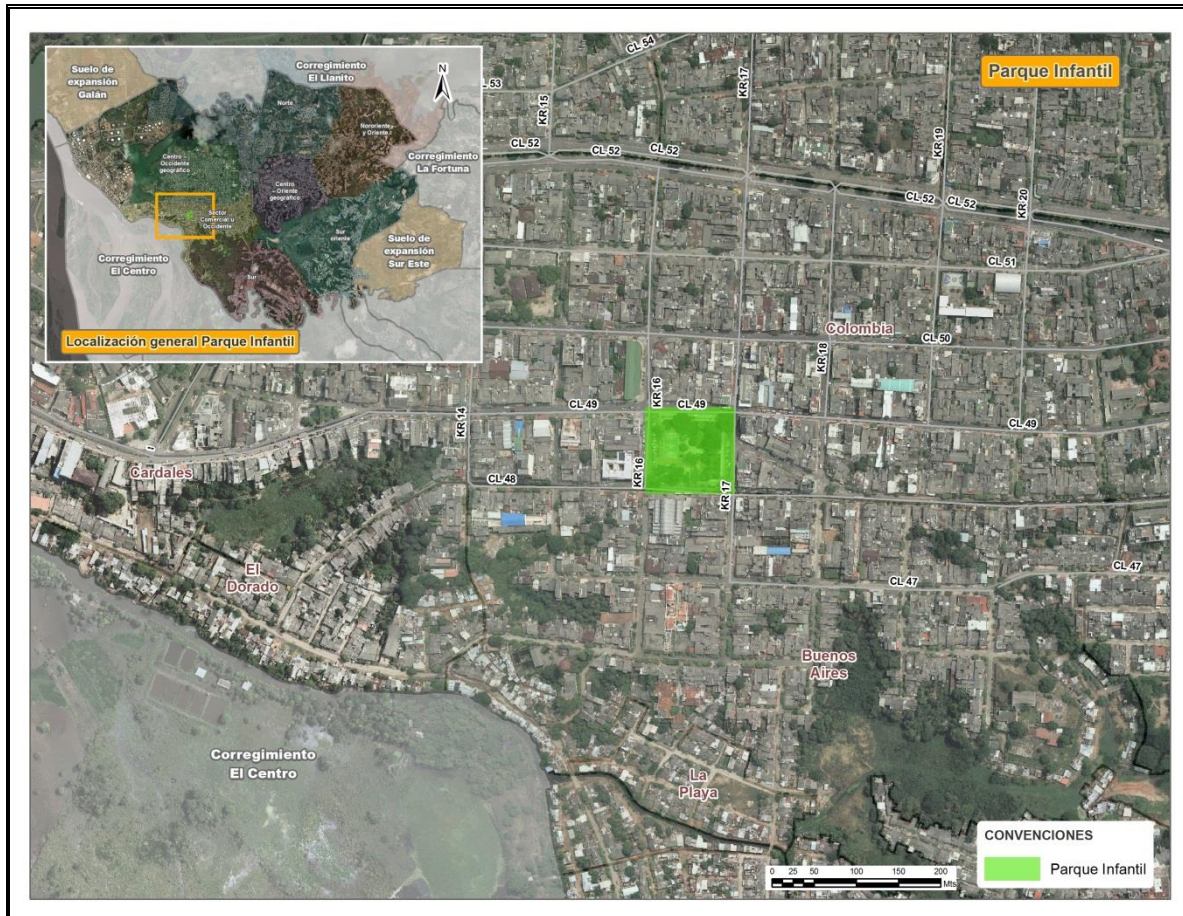 Parque Infantil
Suelo de
expansión
Galán
Corregimiento
El Llanito
N
Norte
Nororiente
y Oriente
Corregimiento
La Fortuna
Centro -
Occidente
geográfico
Centro
- Oriente
geográfico
Sector
Comercial u
Occidente
Sur
oriente
Suelo de
expansión
Sur Este
Corregimiento
El Centro
Sur
Localización general Parque Infantil
CL 54
KR 17
CL 53
KR 15
KR 19
CL 52
CL 52
CL 52
CL 52
CL 52
KR 20
CL 51
Colombia
CL 50
KR 18
KR 16
KR 14
CL 49
CL 49
CL 49
Cardales
KR 16
CL 48
KR 17
El
Dorado
CL 47
CL 47
Buenos
Aires
Corregimiento
El Centro
La
Playa
CONVENCIONES
Parque Infantil
0 25 50 100 150 200
Mts